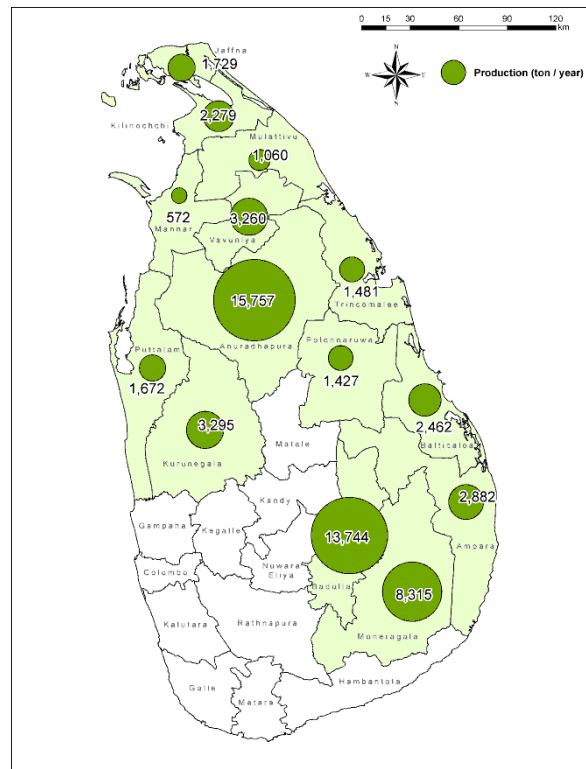 0 15 30 60 90 120
km
N
W E
S
Production (ton / year)
Jaffna
1,729
2,279
Kilinochchi
Mulattivu
1,060
572
Mannar
3,260
Vavuniya
15,757
Anuradhapura
1,481
Trincomalee
Polonnaruwa
1,427
Puttalam
1,672
2,462
Batticaloa
3,295
Kurunegala
Matale
2,882
Ampara
Kandy
Gampaha
Kegalle
13,744
Nuwara
Eliya
Badulla
8,315
Colombo
Moneragala
Kalutara
Rathnapura
Hambantota
Galle
Matara